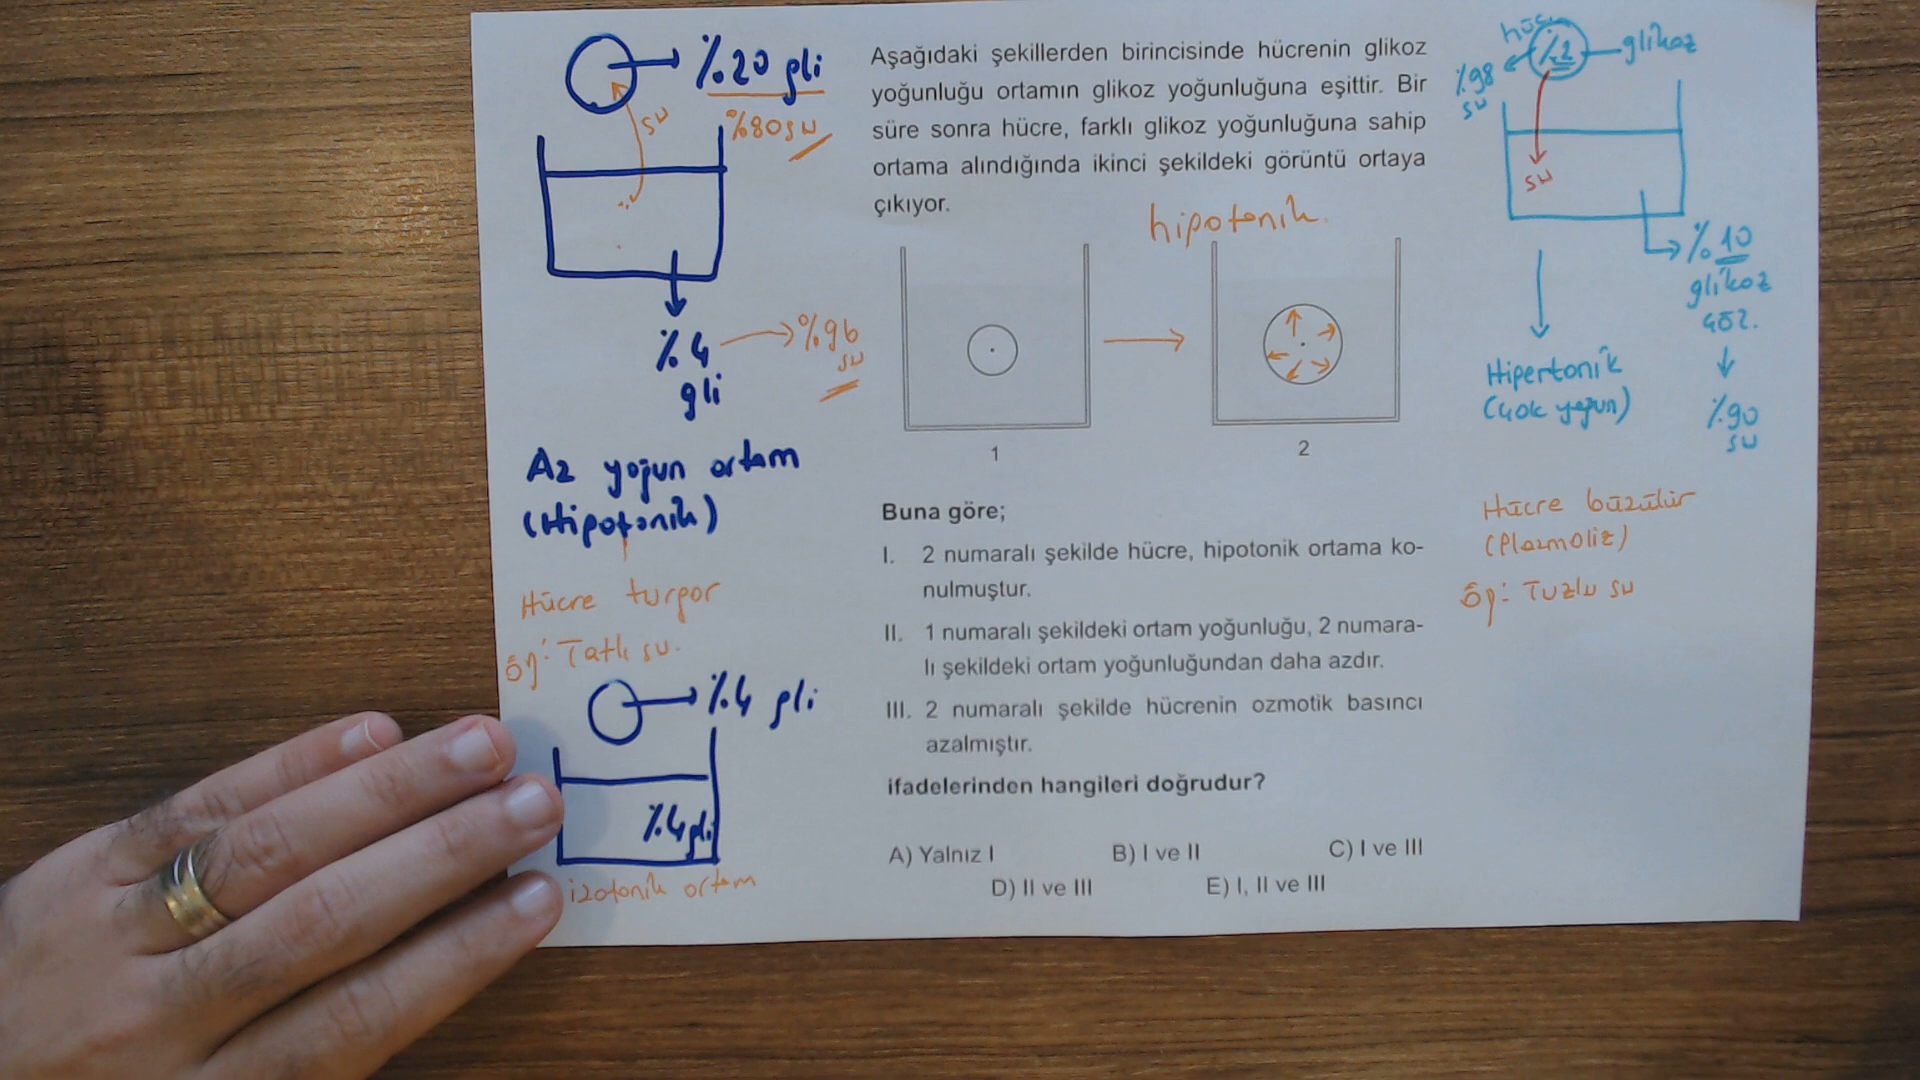 %20 gli
%80 su
su
%4
gli
%96
su
Az yoğun ortam
(Hipotonik)
Hücre turgor
Ög: Tatlı su.
%4 gli
%4 gli
izotonik ortam
Aşağıdaki şekillerden birincisinde hücrenin glikoz
yoğunluğu ortamın glikoz yoğunluğuna eşittir. Bir
süre sonra hücre, farklı glikoz yoğunluğuna sahip
ortama alındığında ikinci şekildeki görüntü ortaya
çıkıyor.
hipotonik.
1
2
Buna göre;
I. 2 numaralı şekilde hücre, hipotonik ortama ko-
nulmuştur.
II. 1 numaralı şekildeki ortam yoğunluğu, 2 numara-
lı şekildeki ortam yoğunluğundan daha azdır.
III. 2 numaralı şekilde hücrenin ozmotik basıncı
azalmıştır.
ifadelerinden hangileri doğrudur?
A) Yalnız I
B) I ve II
C) I ve III
D) II ve III
E) I, II ve III
%2
glikoz
%98
su
su
%10
glikoz
çöz.
%90
su
Hipertonik
(çok yoğun)
Hücre büzülür
(Plazmoliz)
Ög: Tuzlu su